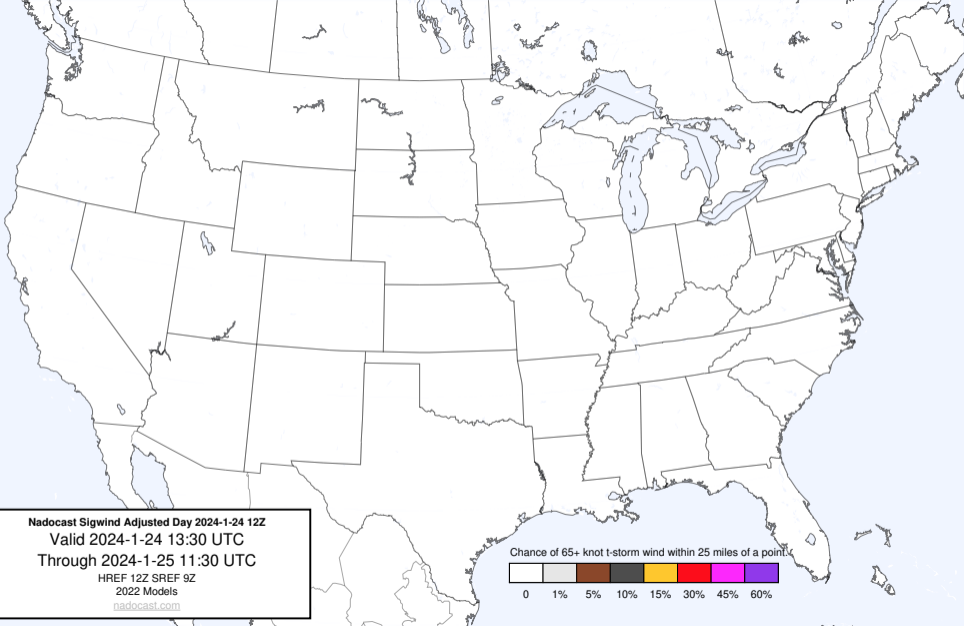 Nadocast Sigwind Adjusted Day 2024-1-24 12Z
Valid 2024-1-24 13:30 UTC
Through 2024-1-25 11:30 UTC
HREF 12Z SREF 9Z
2022 Models
nadocast.com
Chance of 65+ knot t-storm wind within 25 miles of a point.
0 1% 5% 10% 15% 30% 45% 60%